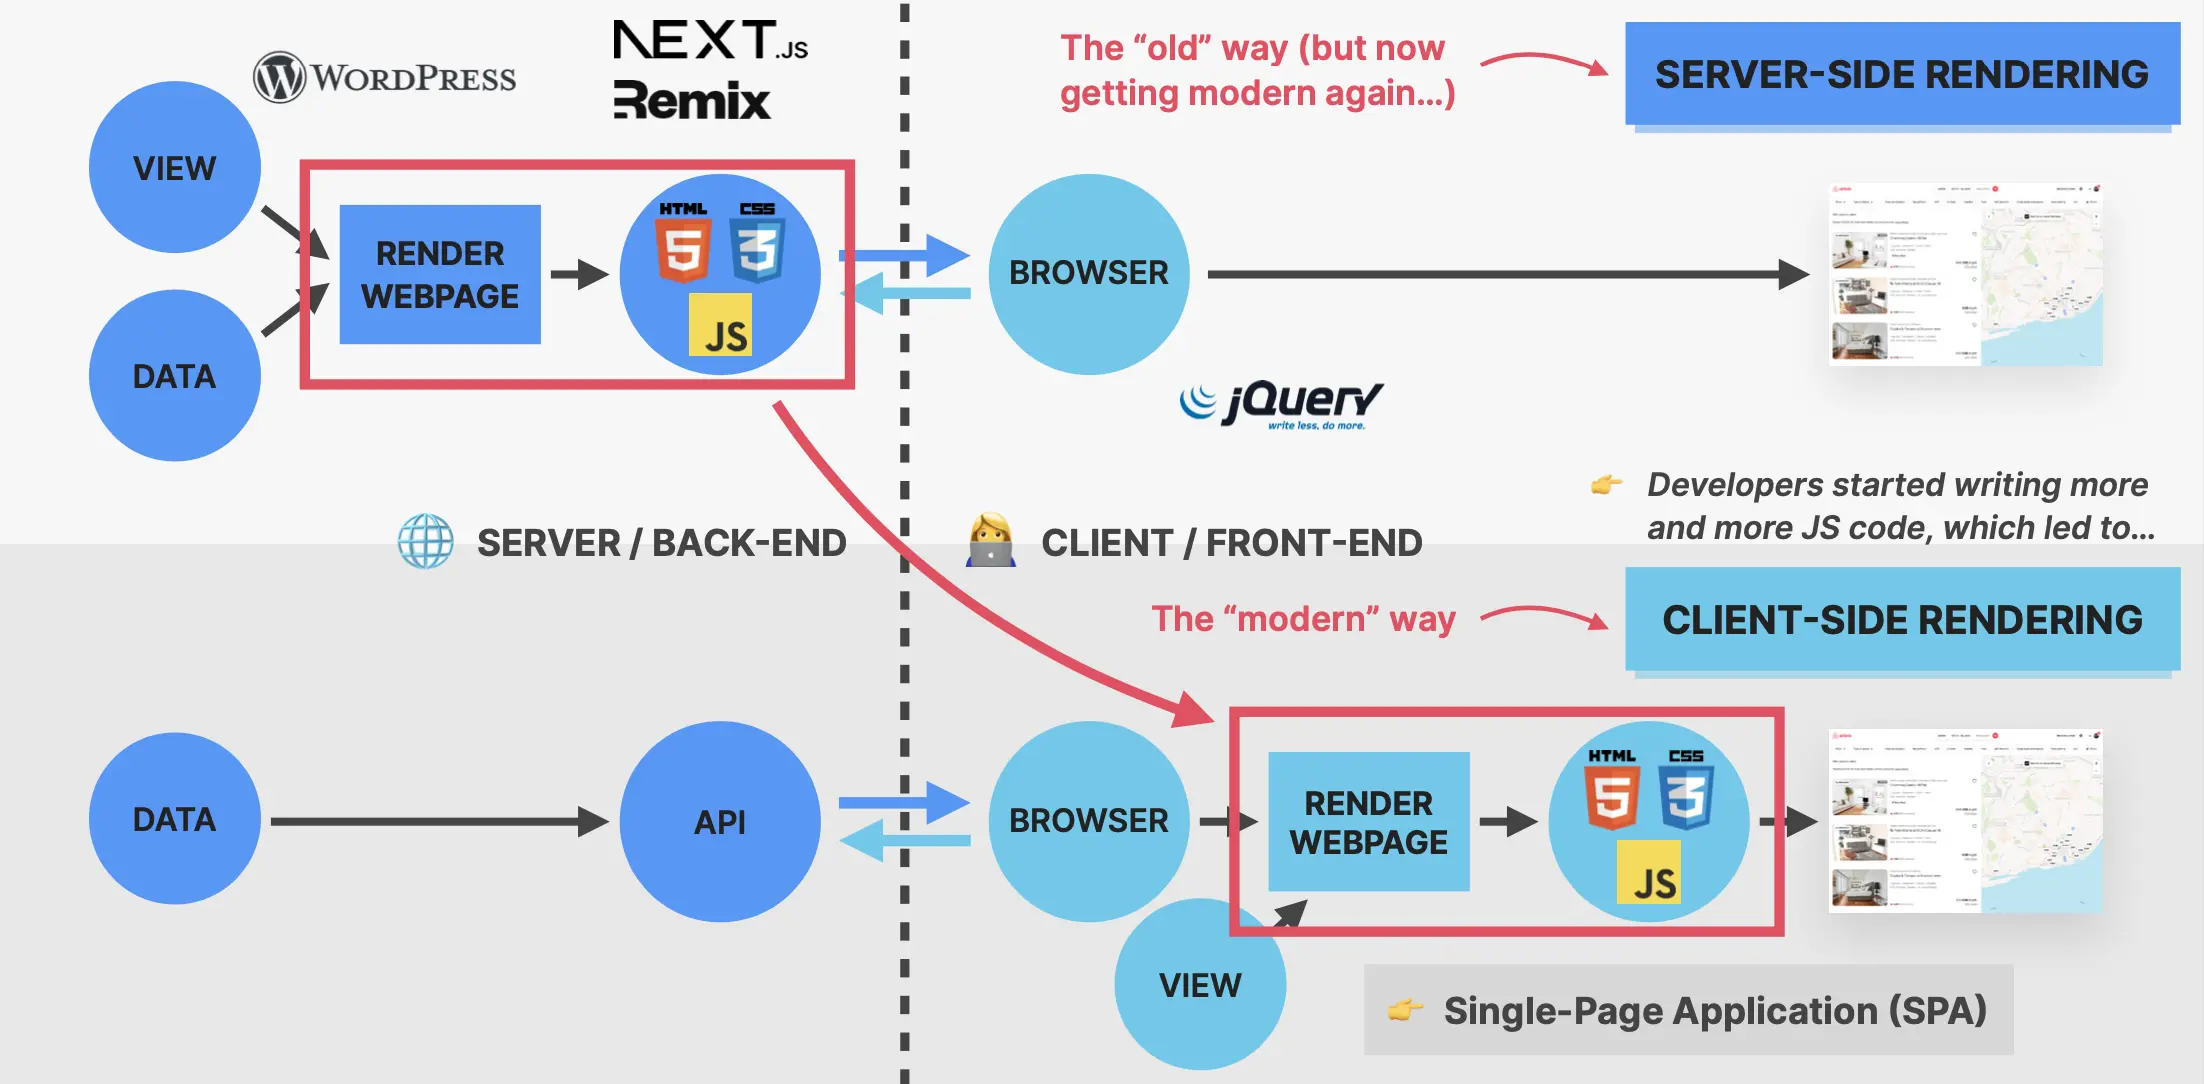 NEXT.JS
WORDPRESS
Remix
The “old” way (but now
getting modern again...)
SERVER-SIDE RENDERING
VIEW
DATA
RENDER
WEBPAGE
HTML
5
CSS
3
JS
BROWSER
jQuery
write less, do more.
Developers started writing more
and more JS code, which led to...
SERVER / BACK-END
CLIENT / FRONT-END
The “modern” way
CLIENT-SIDE RENDERING
DATA
API
BROWSER
RENDER
WEBPAGE
HTML
5
CSS
3
JS
VIEW
Single-Page Application (SPA)